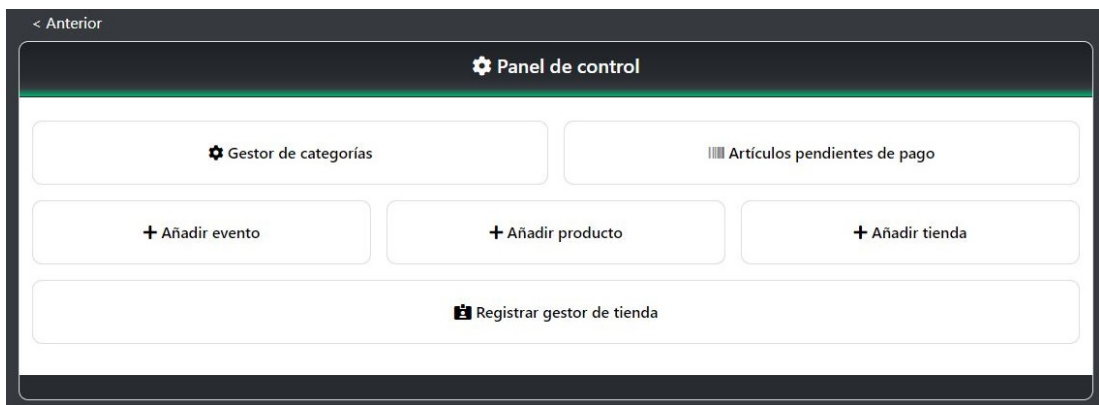 < Anterior
Panel de control
Gestor de categorías
Artículos pendientes de pago
Añadir evento
Añadir producto
Añadir tienda
Registrar gestor de tienda